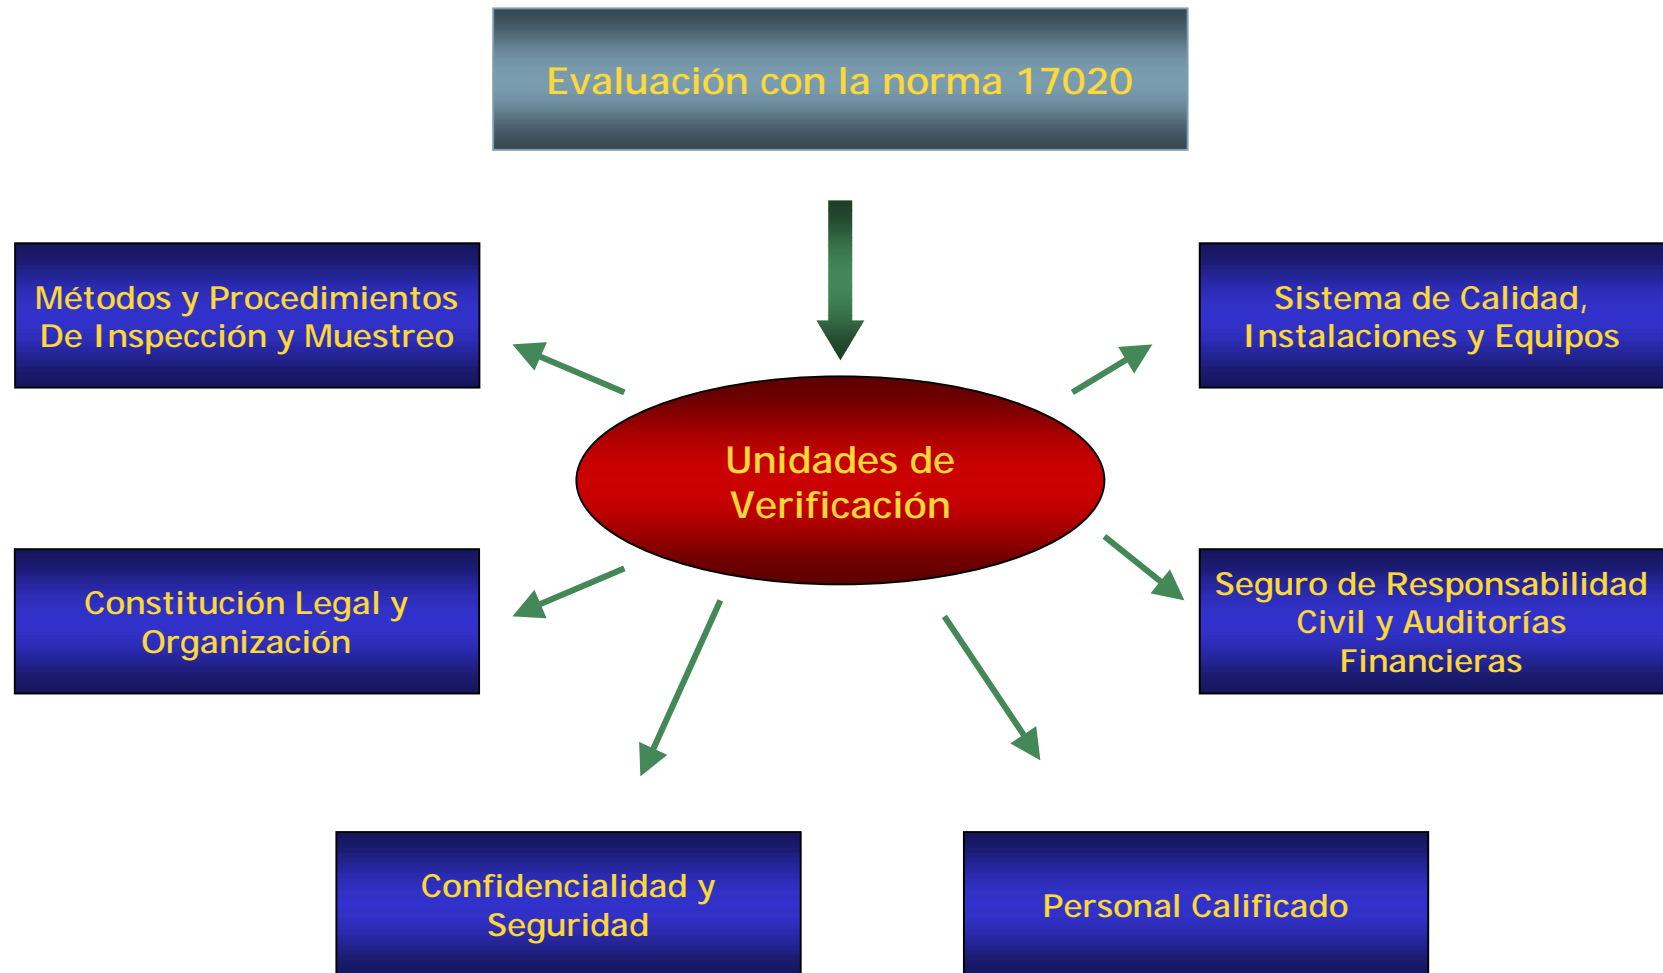 Evaluación con la norma 17020
Métodos y Procedimientos
De Inspección y Muestreo
Sistema de Calidad,
Instalaciones y Equipos
Unidades de
Verificación
Constitución Legal y
Organización
Seguro de Responsabilidad
Civil y Auditorías
Financieras
Confidencialidad y
Seguridad
Personal Calificado